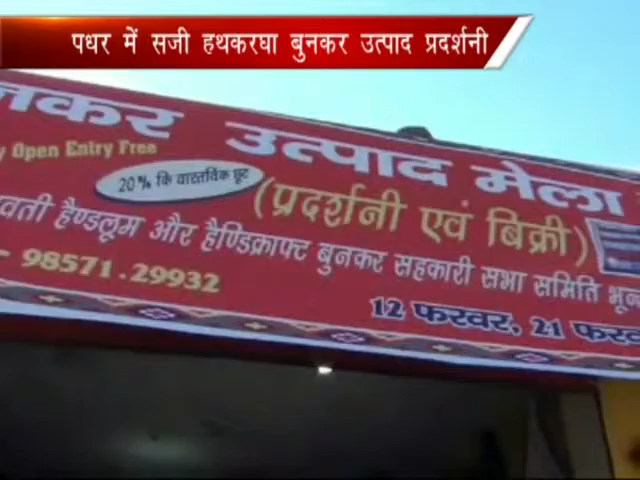 पधर में सजी हथकरघा बुनकर उत्पाद प्रदर्शनी
उत्पाद मेला
Open Entry Free
20% कि वास्तविक छूट
(प्रदर्शनी एवं बिक्री)
हैण्डलूम और हैण्डिक्राफ्ट बुनकर सहकारी सभा समिति
98571.29932
12 फरवर, 21